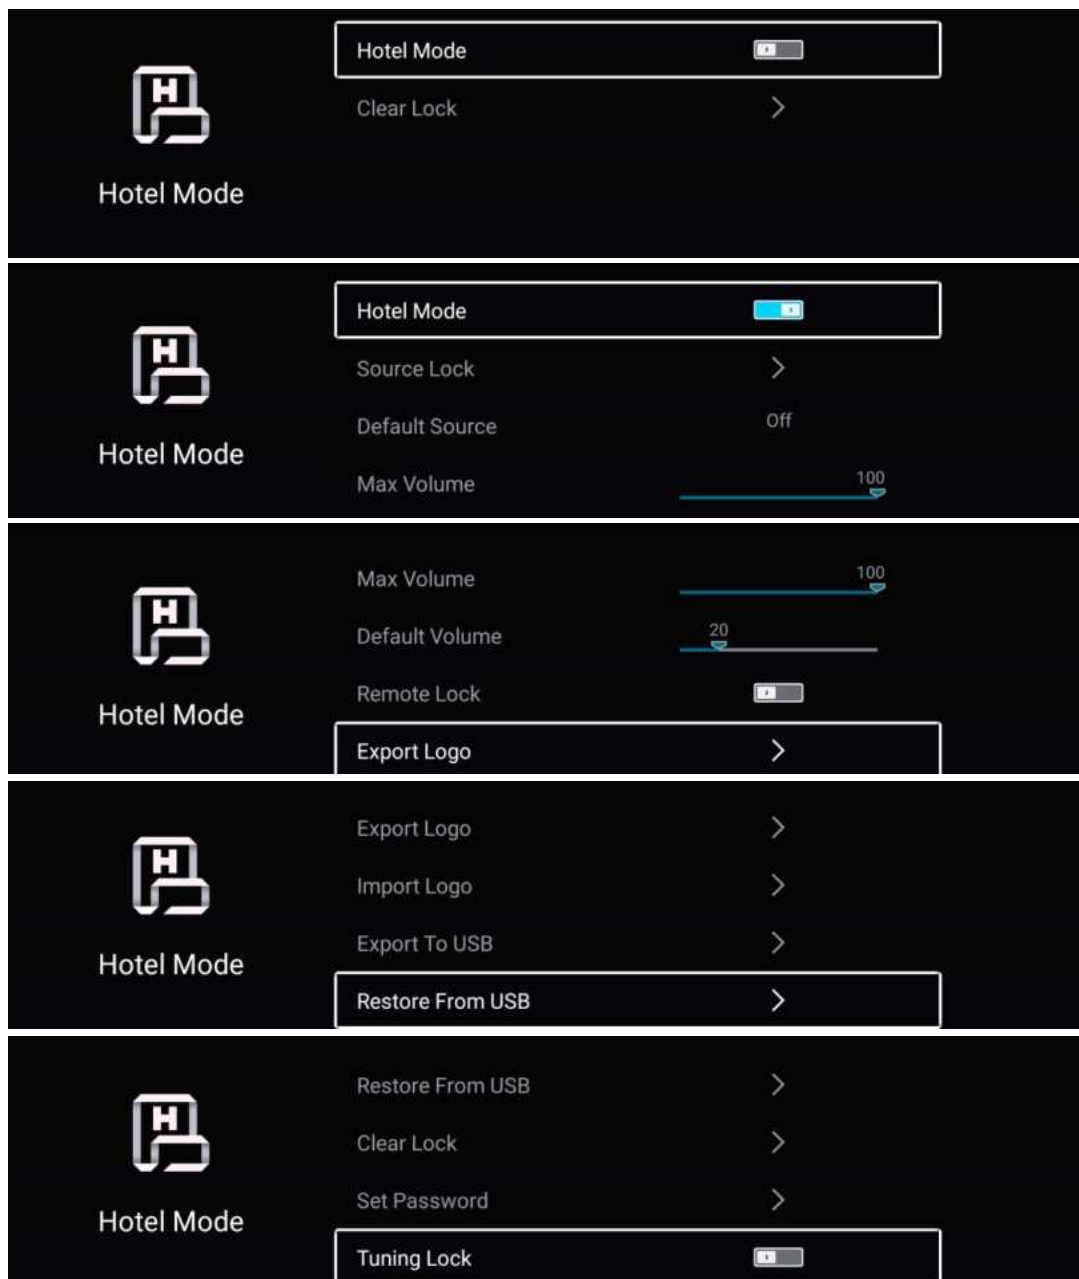 Hotel Mode
Clear Lock
Hotel Mode
Hotel Mode
Source Lock
Default Source Off
Hotel Mode
Max Volume 100
Max Volume 100
Default Volume 20
Remote Lock
Hotel Mode
Export Logo
Export Logo
Import Logo
Export To USB
Hotel Mode
Restore From USB
Restore From USB
Clear Lock
Set Password
Hotel Mode
Tuning Lock